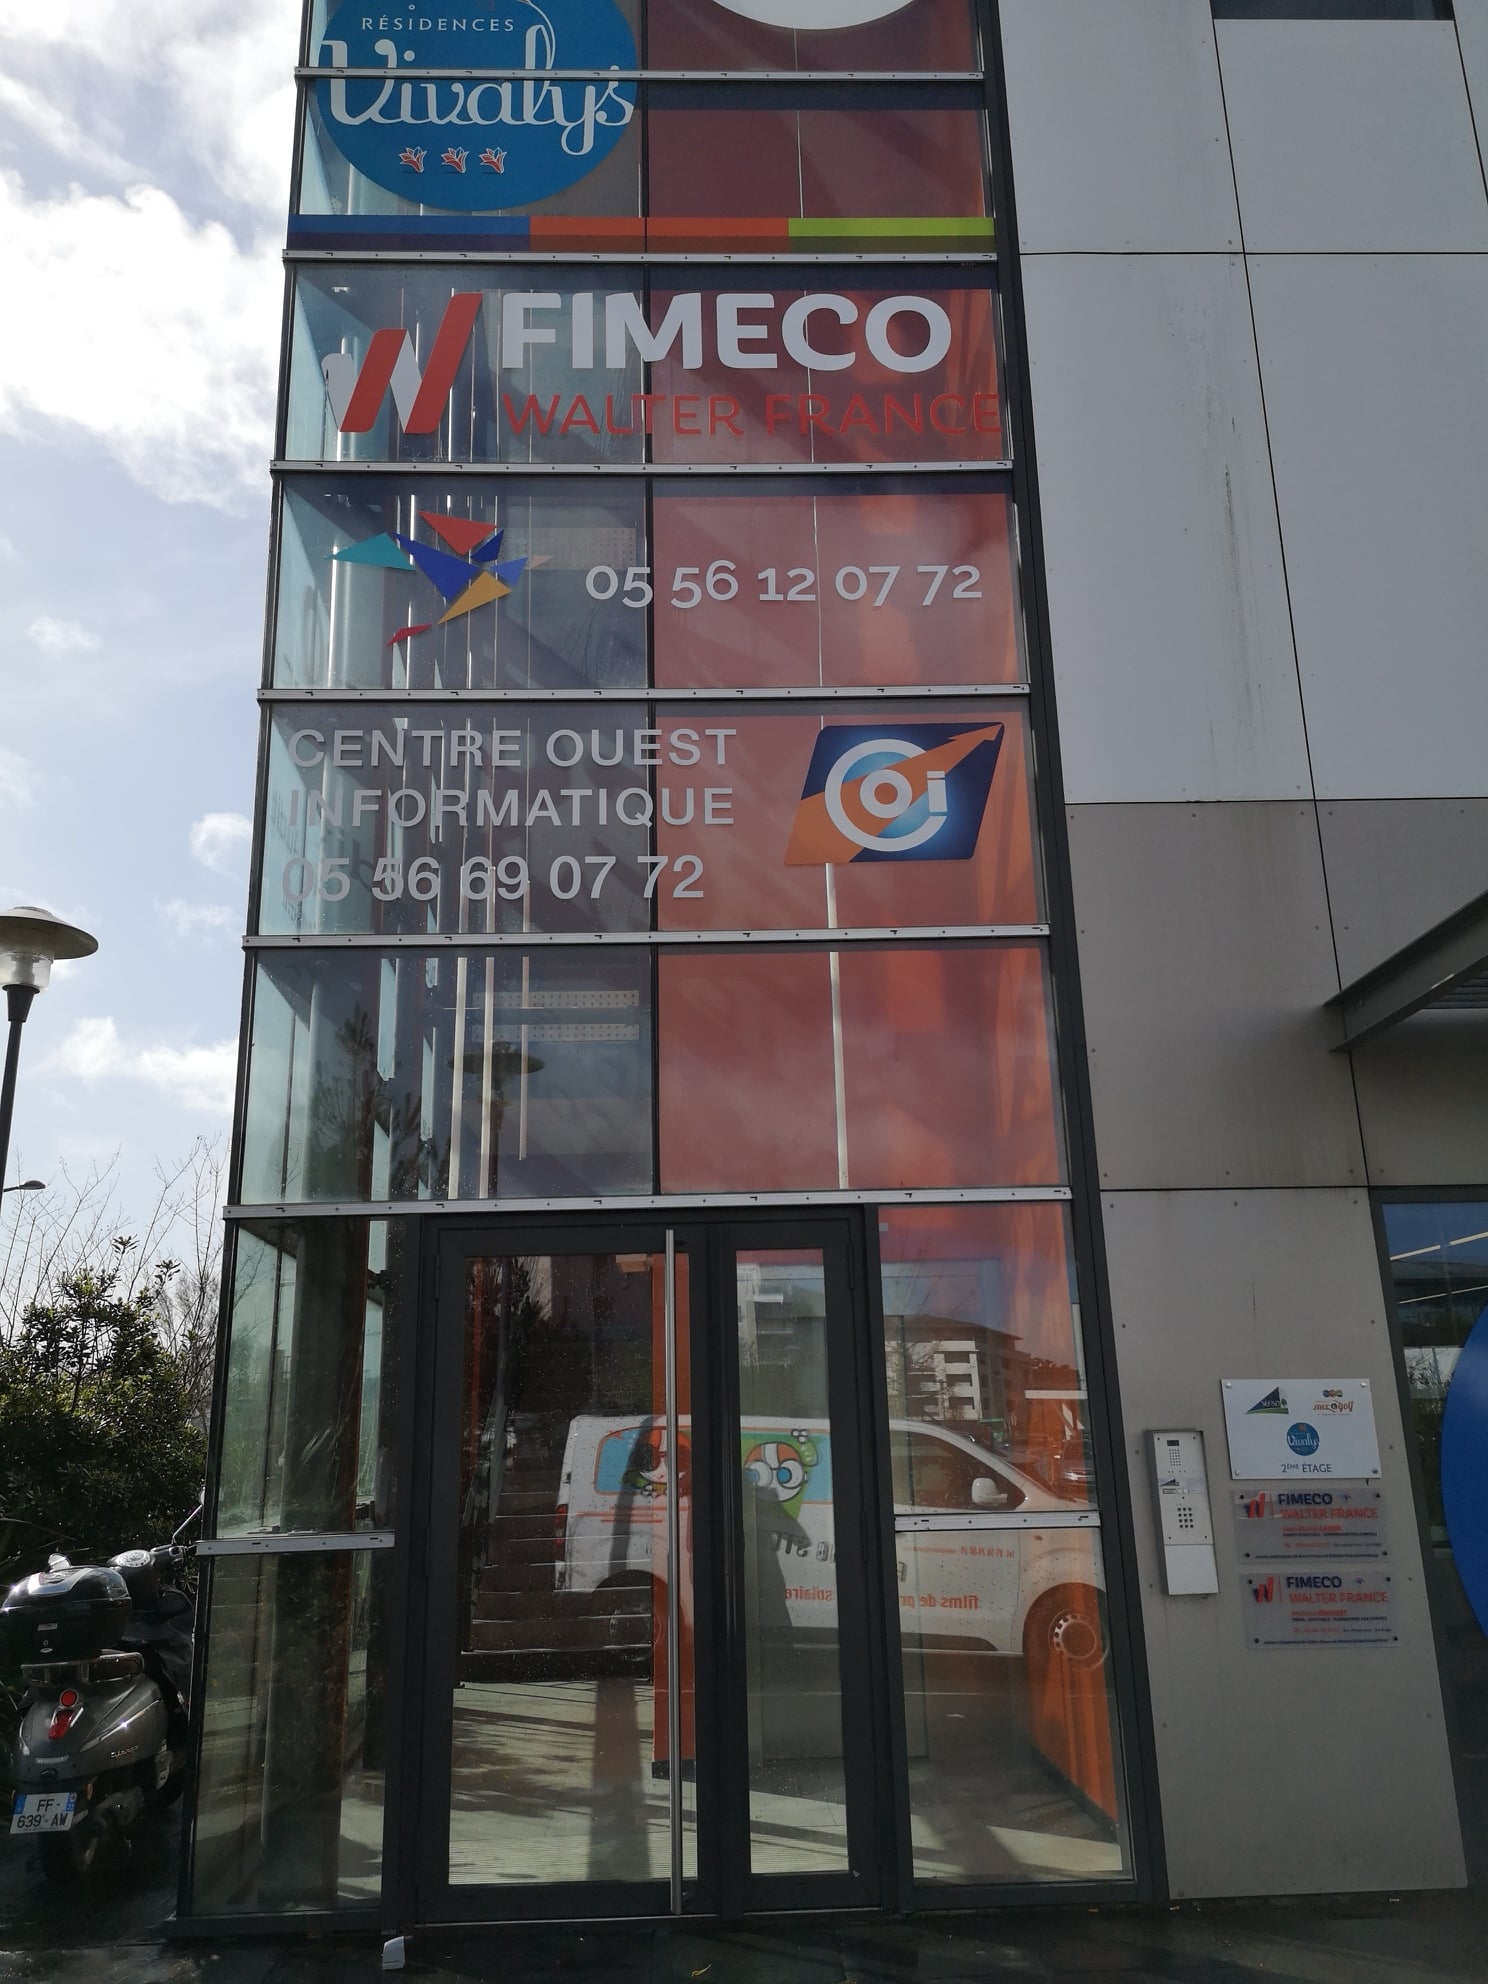 RÉSIDENCES
Vivalys
FIMECO
WALTER FRANCE
05 56 12 07 72
CENTRE OUEST
INFORMATIQUE
05 56 69 07 72
Coi
Vivalys
2ÈME ÉTAGE
FIMECO
WALTER FRANCE
FIMECO
WALTER FRANCE
films de
solaire
FF-
639-AW